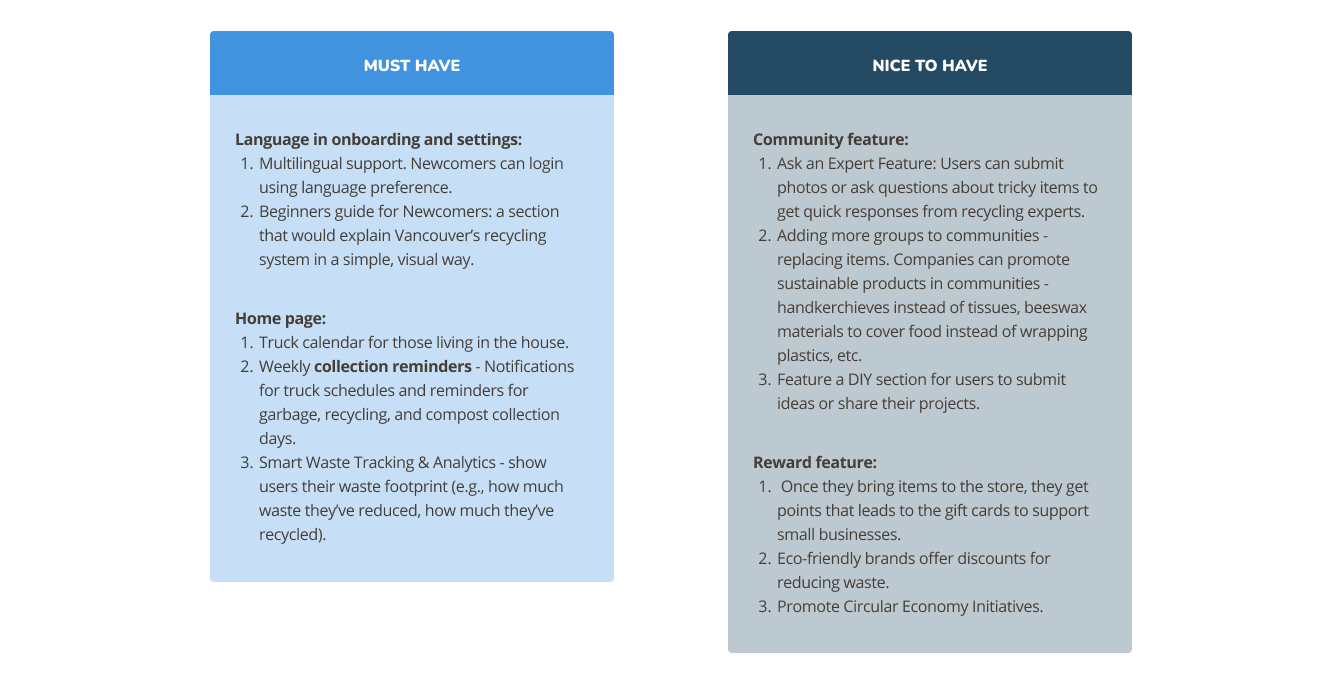 MUST HAVE
Language in onboarding and settings:
1. Multilingual support. Newcomers can login
using language preference.
2. Beginners guide for Newcomers: a section
that would explain Vancouver’s recycling
system in a simple, visual way.
Home page:
1. Truck calendar for those living in the house.
2. Weekly collection reminders - Notifications
for truck schedules and reminders for
garbage, recycling, and compost collection
days.
3. Smart Waste Tracking & Analytics - show
users their waste footprint (e.g., how much
waste they’ve reduced, how much they’ve
recycled).
NICE TO HAVE
Community feature:
1. Ask an Expert Feature: Users can submit
photos or ask questions about tricky items to
get quick responses from recycling experts.
2. Adding more groups to communities -
replacing items. Companies can promote
sustainable products in communities -
handkerchieves instead of tissues, beeswax
materials to cover food instead of wrapping
plastics, etc.
3. Feature a DIY section for users to submit
ideas or share their projects.
Reward feature:
1. Once they bring items to the store, they get
points that leads to the gift cards to support
small businesses.
2. Eco-friendly brands offer discounts for
reducing waste.
3. Promote Circular Economy Initiatives.